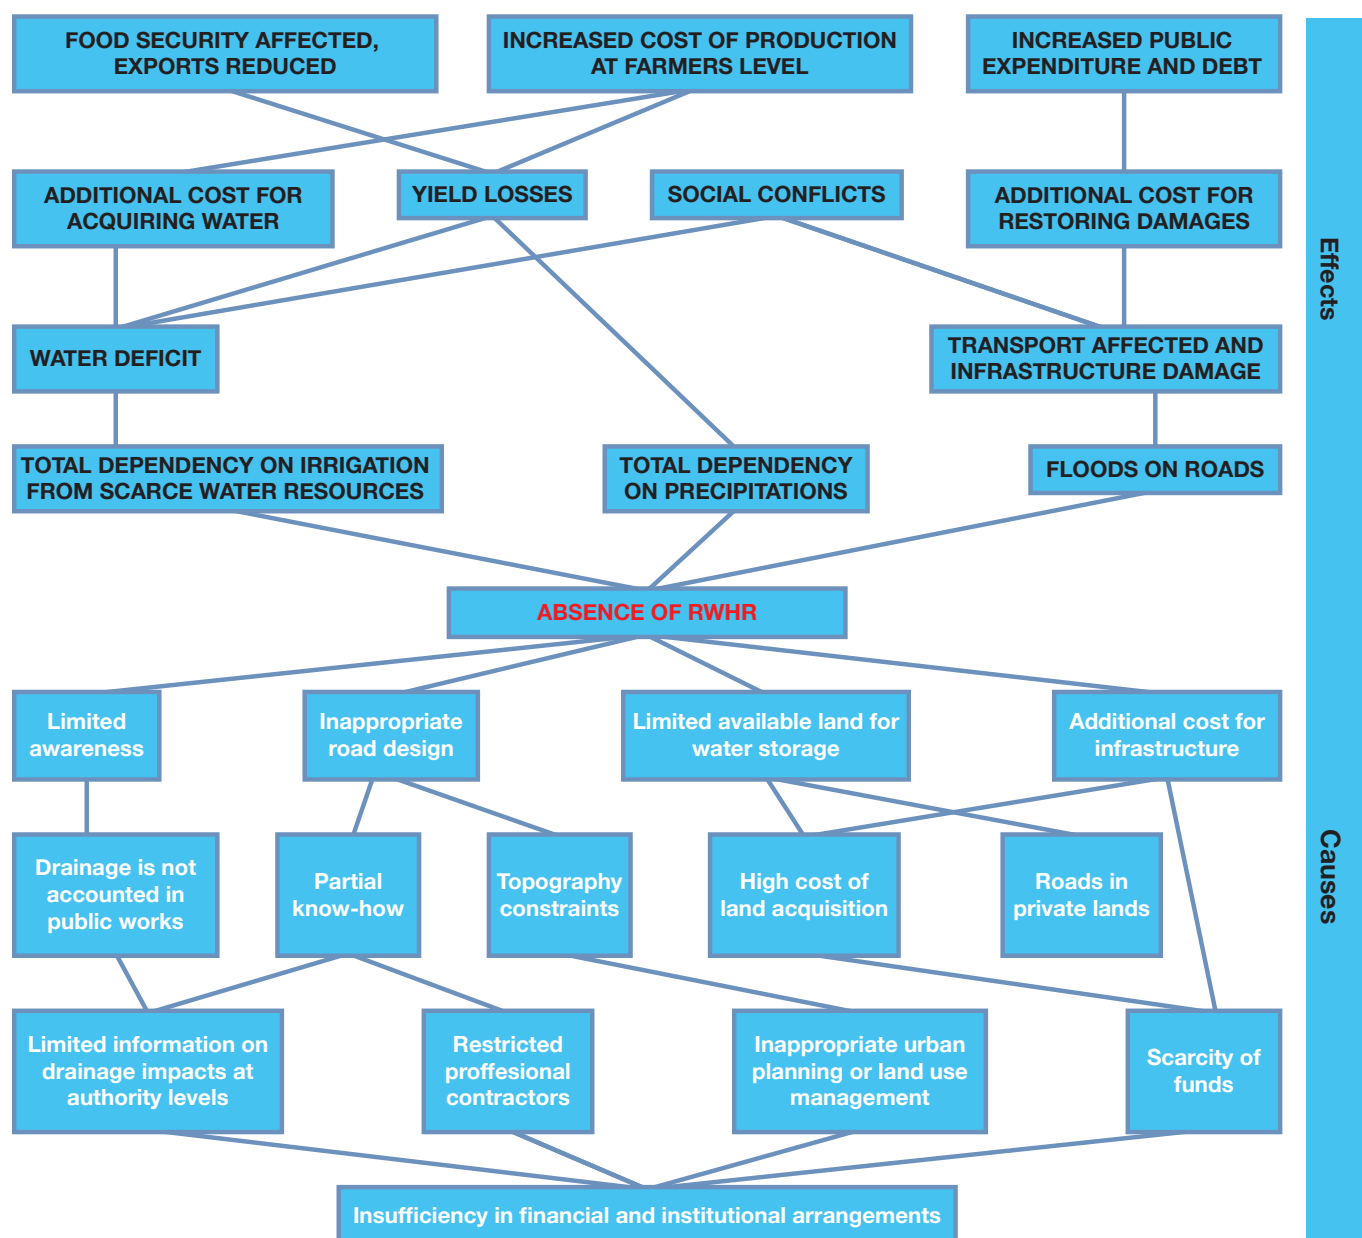 FOOD SECURITY AFFECTED,
EXPORTS REDUCED
INCREASED COST OF PRODUCTION
AT FARMERS LEVEL
INCREASED PUBLIC
EXPENDITURE AND DEBT
ADDITIONAL COST FOR
ACQUIRING WATER
YIELD LOSSES
SOCIAL CONFLICTS
ADDITIONAL COST FOR
RESTORING DAMAGES
Effects
WATER DEFICIT
TRANSPORT AFFECTED AND
INFRASTRUCTURE DAMAGE
TOTAL DEPENDENCY ON IRRIGATION
FROM SCARCE WATER RESOURCES
TOTAL DEPENDENCY
ON PRECIPITATIONS
FLOODS ON ROADS
ABSENCE OF RWHR
Limited
awareness
Inappropriate
road design
Limited available land for
water storage
Additional cost for
infrastructure
Causes
Drainage is not
accounted in
public works
Partial
know-how
Topography
constraints
High cost of
land acquisition
Roads in
private lands
Limited information on
drainage impacts at
authority levels
Restricted
proffesional
contractors
Inappropriate urban
planning or land use
management
Scarcity of
funds
Insufficiency in financial and institutional arrangements